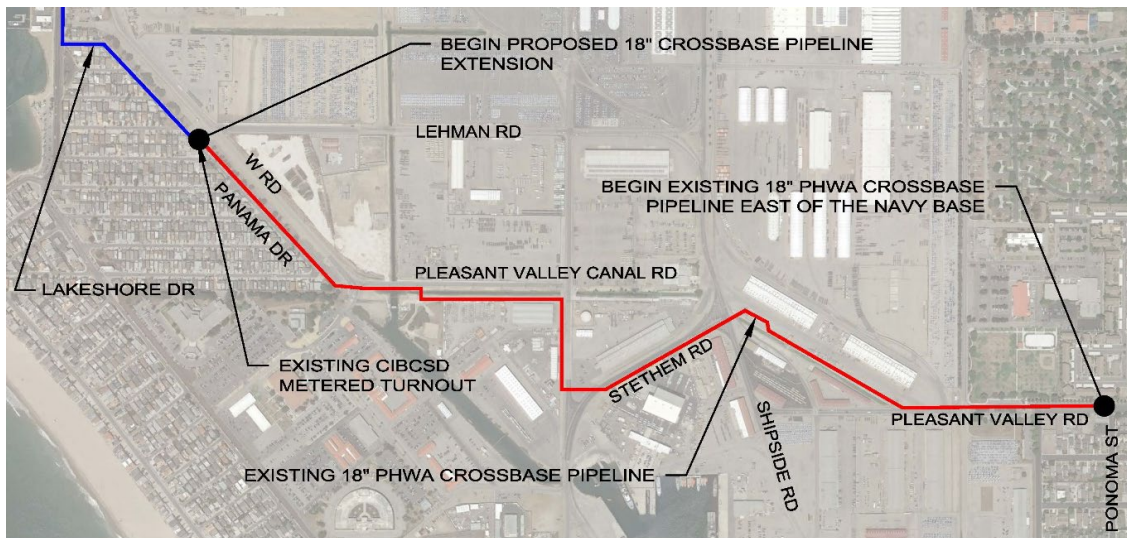 BEGIN PROPOSED 18" CROSSBASE PIPELINE
EXTENSION
LEHMAN RD
W RD
PANAMA DR
BEGIN EXISTING 18" PHWA CROSSBASE
PIPELINE EAST OF THE NAVY BASE
PLEASANT VALLEY CANAL RD
LAKESHORE DR
EXISTING CIBCSD
METERED TURNOUT
STETHEM RD
SHIPSIDE RD
PLEASANT VALLEY RD
PONOMA ST
EXISTING 18" PHWA CROSSBASE PIPELINE